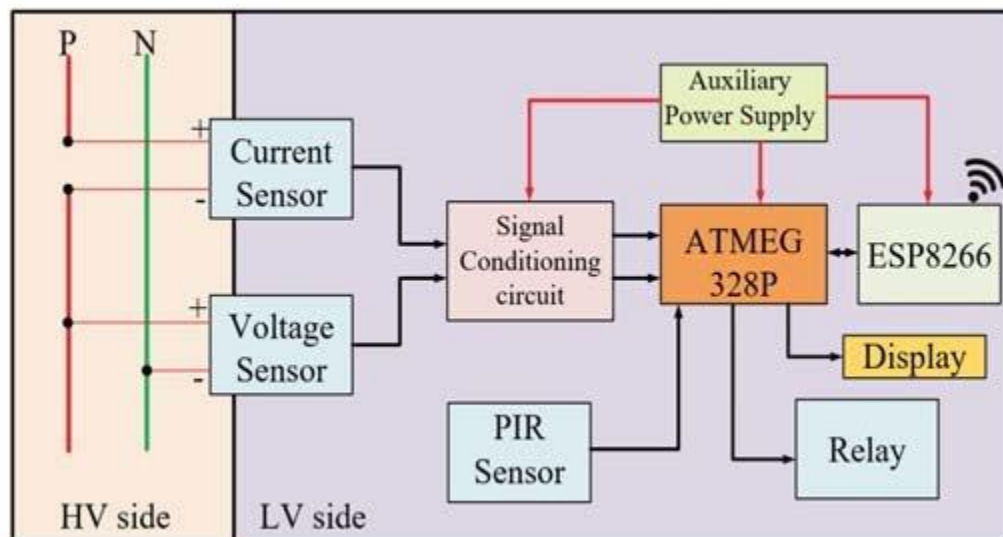 P N
+
Current
Sensor
-
+
Voltage
Sensor
-
Auxiliary
Power Supply
Signal
Conditioning
circuit
ATMEG
328P
ESP8266
Display
PIR
Sensor
Relay
HV side
LV side